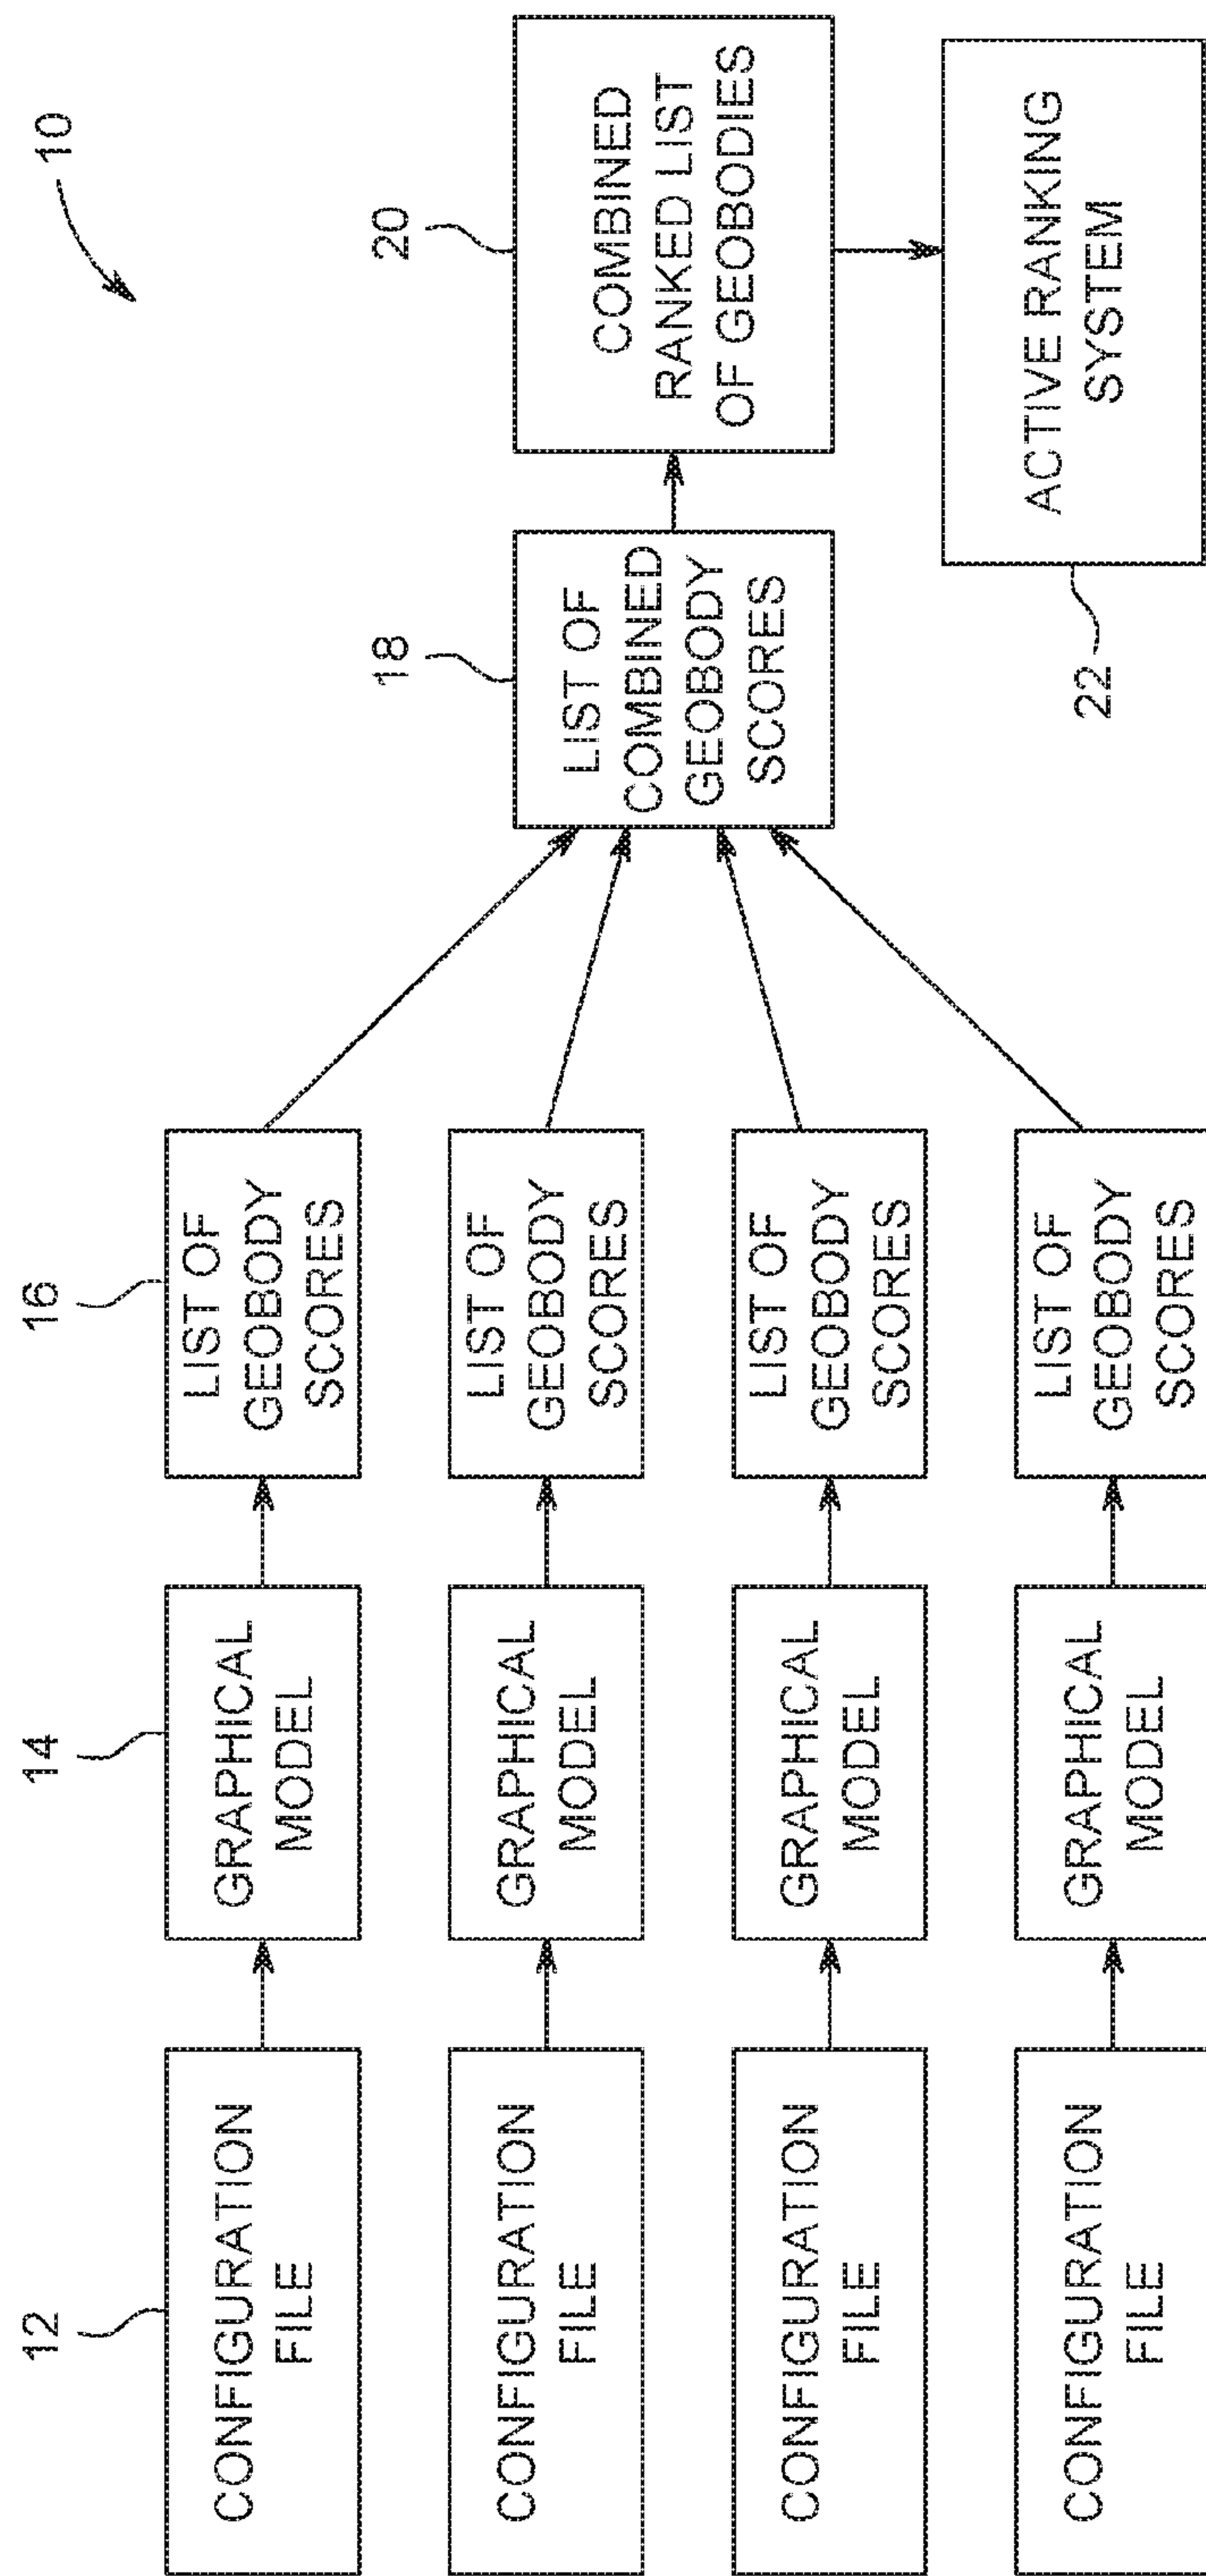 10
12
CONFIGURATION
FILE
14
GRAPHICAL
MODEL
16
LIST OF
GEOBODY
SCORES
CONFIGURATION
FILE
GRAPHICAL
MODEL
LIST OF
GEOBODY
SCORES
CONFIGURATION
FILE
GRAPHICAL
MODEL
LIST OF
GEOBODY
SCORES
CONFIGURATION
FILE
GRAPHICAL
MODEL
LIST OF
GEOBODY
SCORES
18
LIST OF
COMBINED
GEOBODY
SCORES
20
COMBINED
RANKED LIST
OF GEOBODIES
ACTIVE RANKING
SYSTEM
22